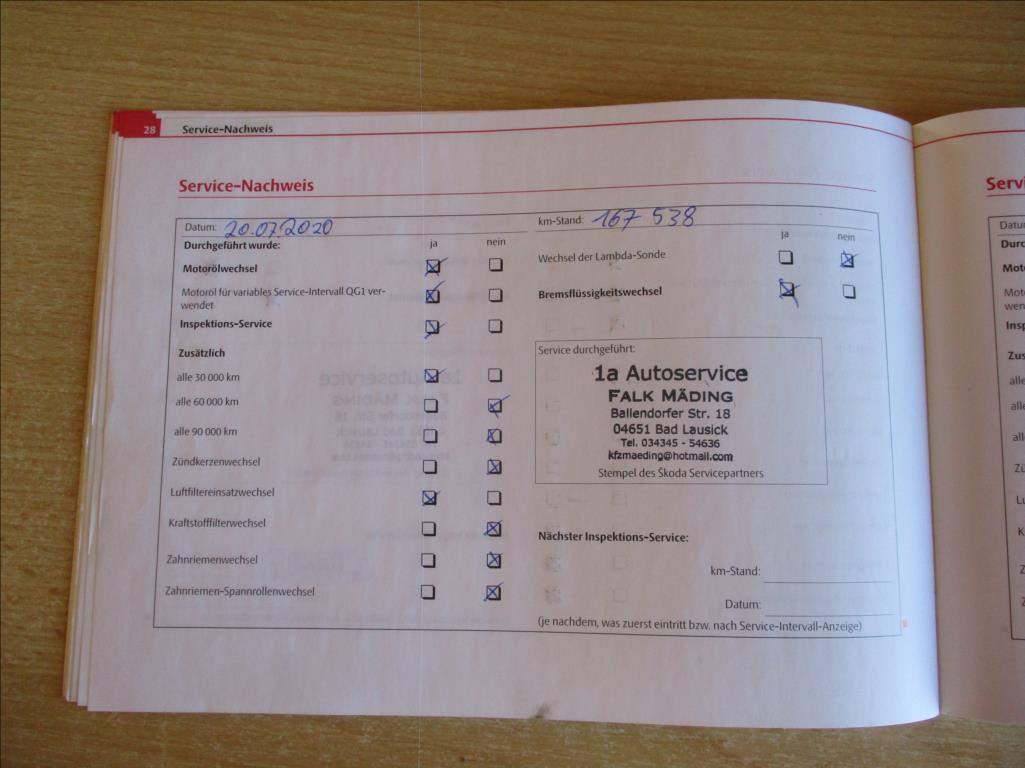 28 Service-Nachweis
Service-Nachweis
Datum: 20.07.2020
Durchgeführt wurde: ja nein
Motorölwechsel
Motoröl für variables Service-Intervall QG1 ver-
wendet
Inspektions-Service
Zusätzlich
alle 30 000 km
alle 60 000 km
alle 90 000 km
Zündkerzenwechsel
Luftfiltereinsatzwechsel
Kraftstofffilterwechsel
Zahnriemenwechsel
Zahnriemen-Spannrollenwechsel
km-Stand: 167 538
ja nein
Wechsel der Lambda-Sonde
Bremsflüssigkeitswechsel
Service durchgeführt:
1a Autoservice
FALK MÄDING
Ballendorfer Str. 18
04651 Bad Lausick
Tel. 034345 - 54636
kfzmaeding@hotmail.com
Stempel des Škoda Servicepartners
Nächster Inspektions-Service:
km-Stand:
Datum:
(je nachdem, was zuerst eintritt bzw. nach Service-Intervall-Anzeige)